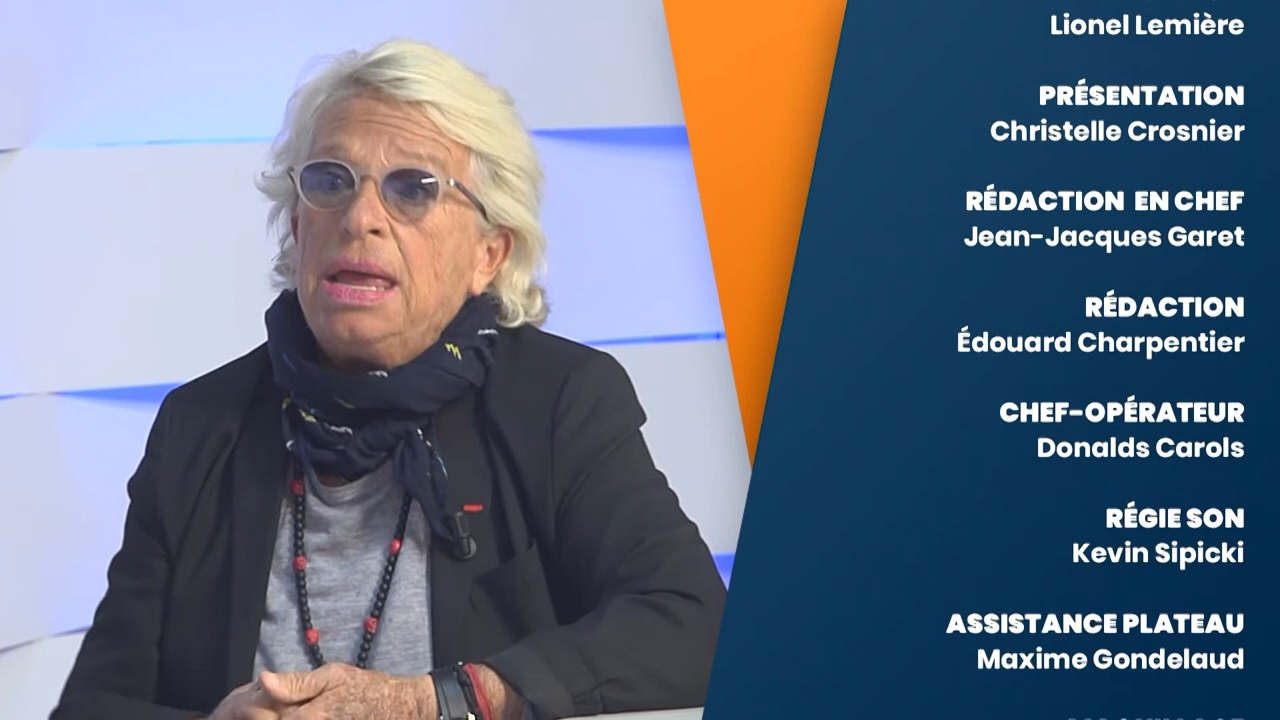 Lionel Lemière
PRÉSENTATION
Christelle Crosnier
RÉDACTION EN CHEF
Jean-Jacques Garet
RÉDACTION
Édouard Charpentier
CHEF-OPÉRATEUR
Donalds Carols
RÉGIE SON
Kevin Sipicki
ASSISTANCE PLATEAU
Maxime Gondelaud